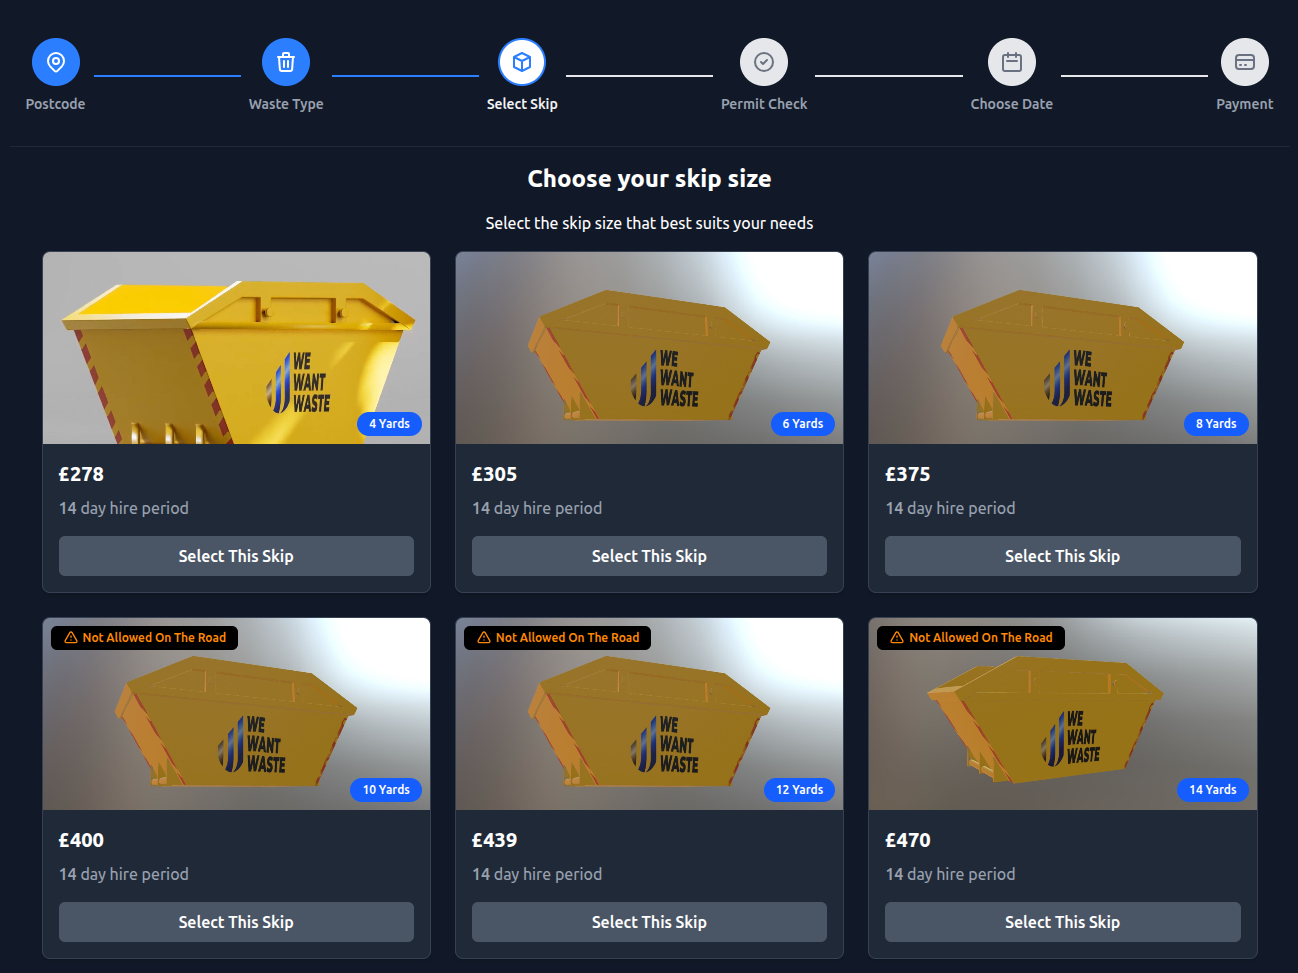 Postcode
Waste Type
Select Skip
Permit Check
Choose Date
Payment
Choose your skip size
Select the skip size that best suits your needs
WE
WANT
WASTE
4 Yards
WE
WANT
WASTE
6 Yards
WE
WANT
WASTE
8 Yards
£278
14 day hire period
Select This Skip
£305
14 day hire period
Select This Skip
£375
14 day hire period
Select This Skip
Not Allowed On The Road
WE
WANT
WASTE
10 Yards
Not Allowed On The Road
WE
WANT
WASTE
12 Yards
Not Allowed On The Road
WE
WANT
WASTE
14 Yards
£400
14 day hire period
Select This Skip
£439
14 day hire period
Select This Skip
£470
14 day hire period
Select This Skip